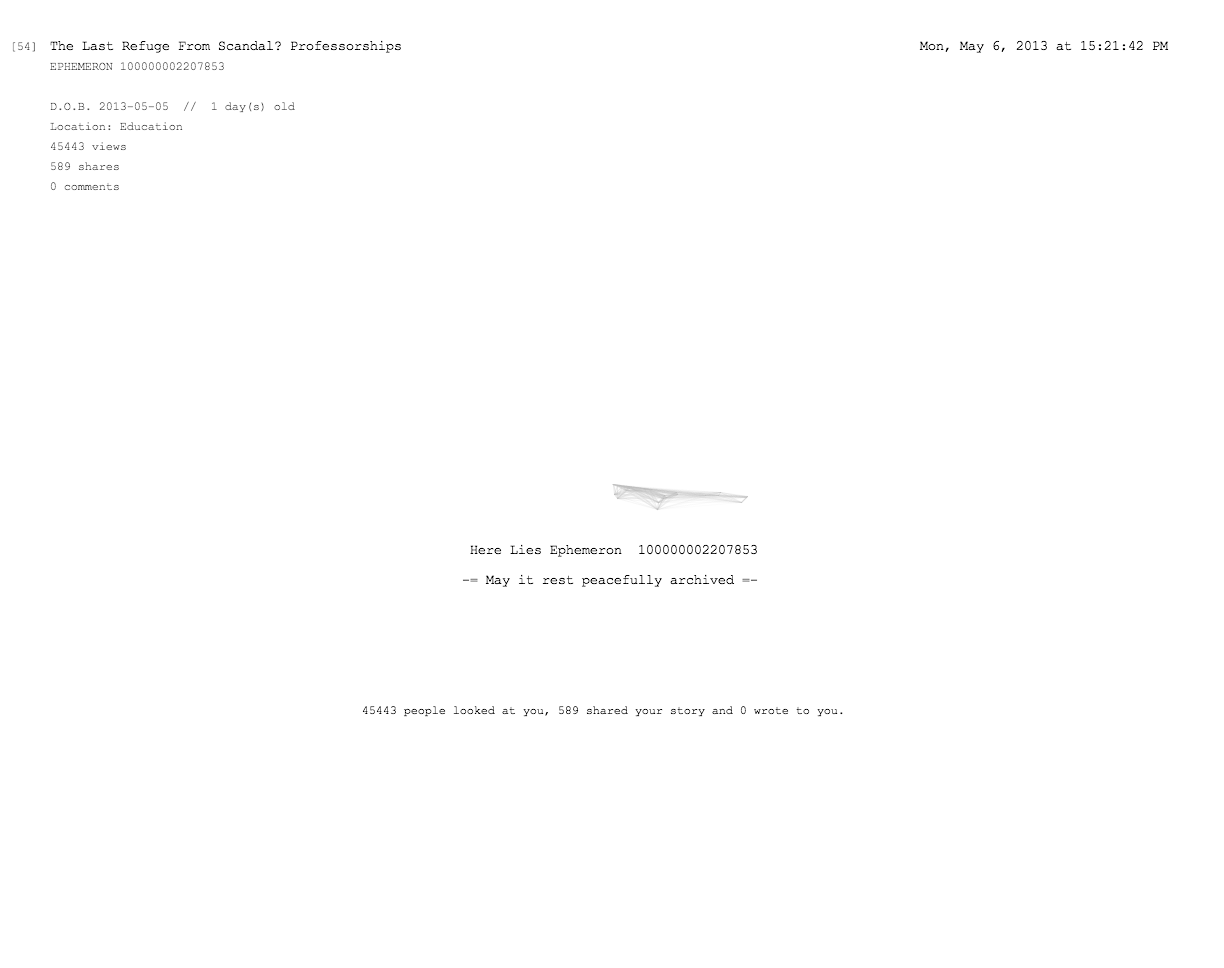 [54] The Last Refuge From Scandal? Professorships Mon, May 6, 2013 at 15:21:42 PM
EPHEMERON 100000002207853
D.O.B. 2013-05-05 // 1 day(s) old
Location: Education
45443 views
589 shares
0 comments
Here Lies Ephemeron 100000002207853
-= May it rest peacefully archived =-
45443 people looked at you, 589 shared your story and 0 wrote to you.